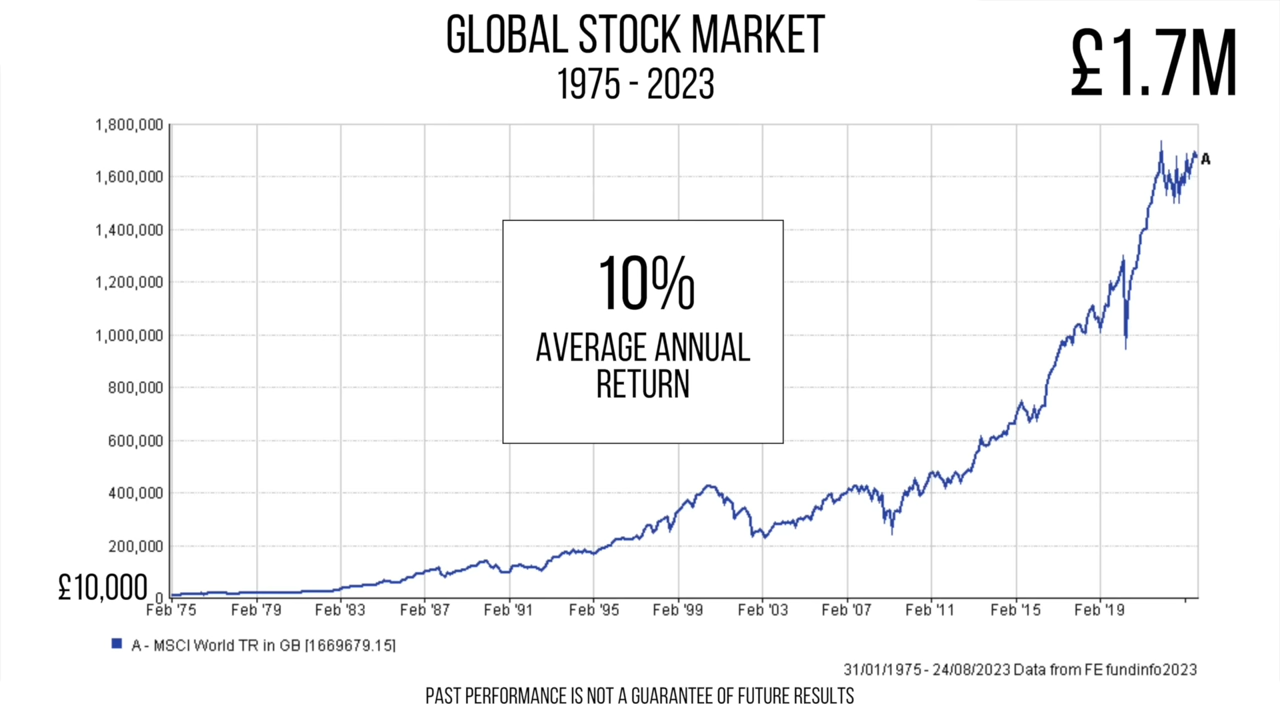 GLOBAL STOCK MARKET
1975 - 2023
£1.7M
1,800,000
1,600,000
1,400,000
1,200,000
1,000,000
800,000
600,000
400,000
200,000
0
£10,000
A
10%
AVERAGE ANNUAL
RETURN
Feb '75 Feb '79 Feb '83 Feb '87 Feb '91 Feb '95 Feb '99 Feb '03 Feb '07 Feb '11 Feb '15 Feb '19
A - MSCI World TR in GB [1669679.15]
31/01/1975 - 24/08/2023 Data from FE fundinfo2023
PAST PERFORMANCE IS NOT A GUARANTEE OF FUTURE RESULTS